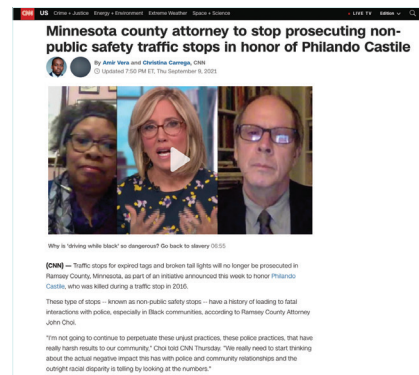 CNN US Crime + Justice Energy + Environment Extreme Weather Space + Science LIVE TV Edition
Minnesota county attorney to stop prosecuting non-
public safety traffic stops in honor of Philando Castile
By Amir Vera and Christina Carrega, CNN
Updated 7:50 PM ET, Thu September 9, 2021
Why is 'driving while black' so dangerous? Go back to slavery 06:55
(CNN) — Traffic stops for expired tags and broken tail lights will no longer be prosecuted in
Ramsey County, Minnesota, as part of an initiative announced this week to honor Philando
Castile, who was killed during a traffic stop in 2016.
These type of stops -- known as non-public safety stops -- have a history of leading to fatal
interactions with police, especially in Black communities, according to Ramsey County Attorney
John Choi.
"I'm not going to continue to perpetuate these unjust practices, these police practices, that have
really harsh results to our community," Choi told CNN Thursday. "We really need to start thinking
about the actual negative impact this has with police and community relationships and the
outright racial disparity is telling by looking at the numbers."